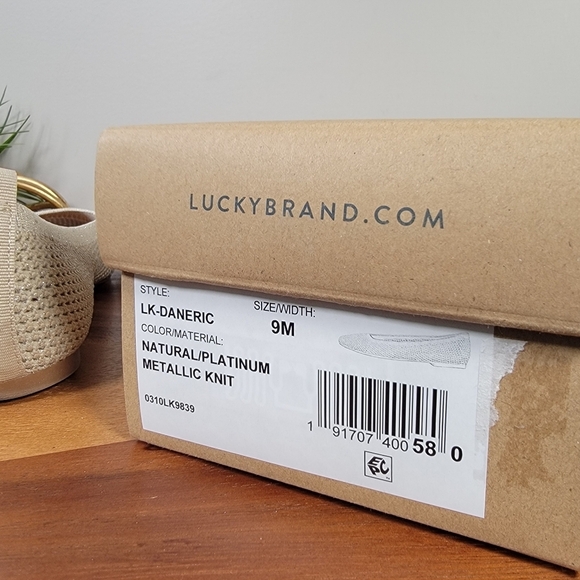 LUCKYBRAND.COM
STYLE:
LK-DANERIC
SIZE/WIDTH:
9M
COLOR/MATERIAL:
NATURAL/PLATINUM
METALLIC KNIT
0310LK9839
1 91707 40058 0